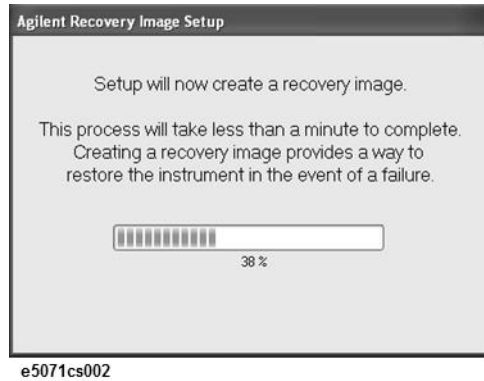 Agilent Recovery Image Setup
Setup will now create a recovery image.
This process will take less than a minute to complete.
Creating a recovery image provides a way to
restore the instrument in the event of a failure.
38 %
e5071cs002